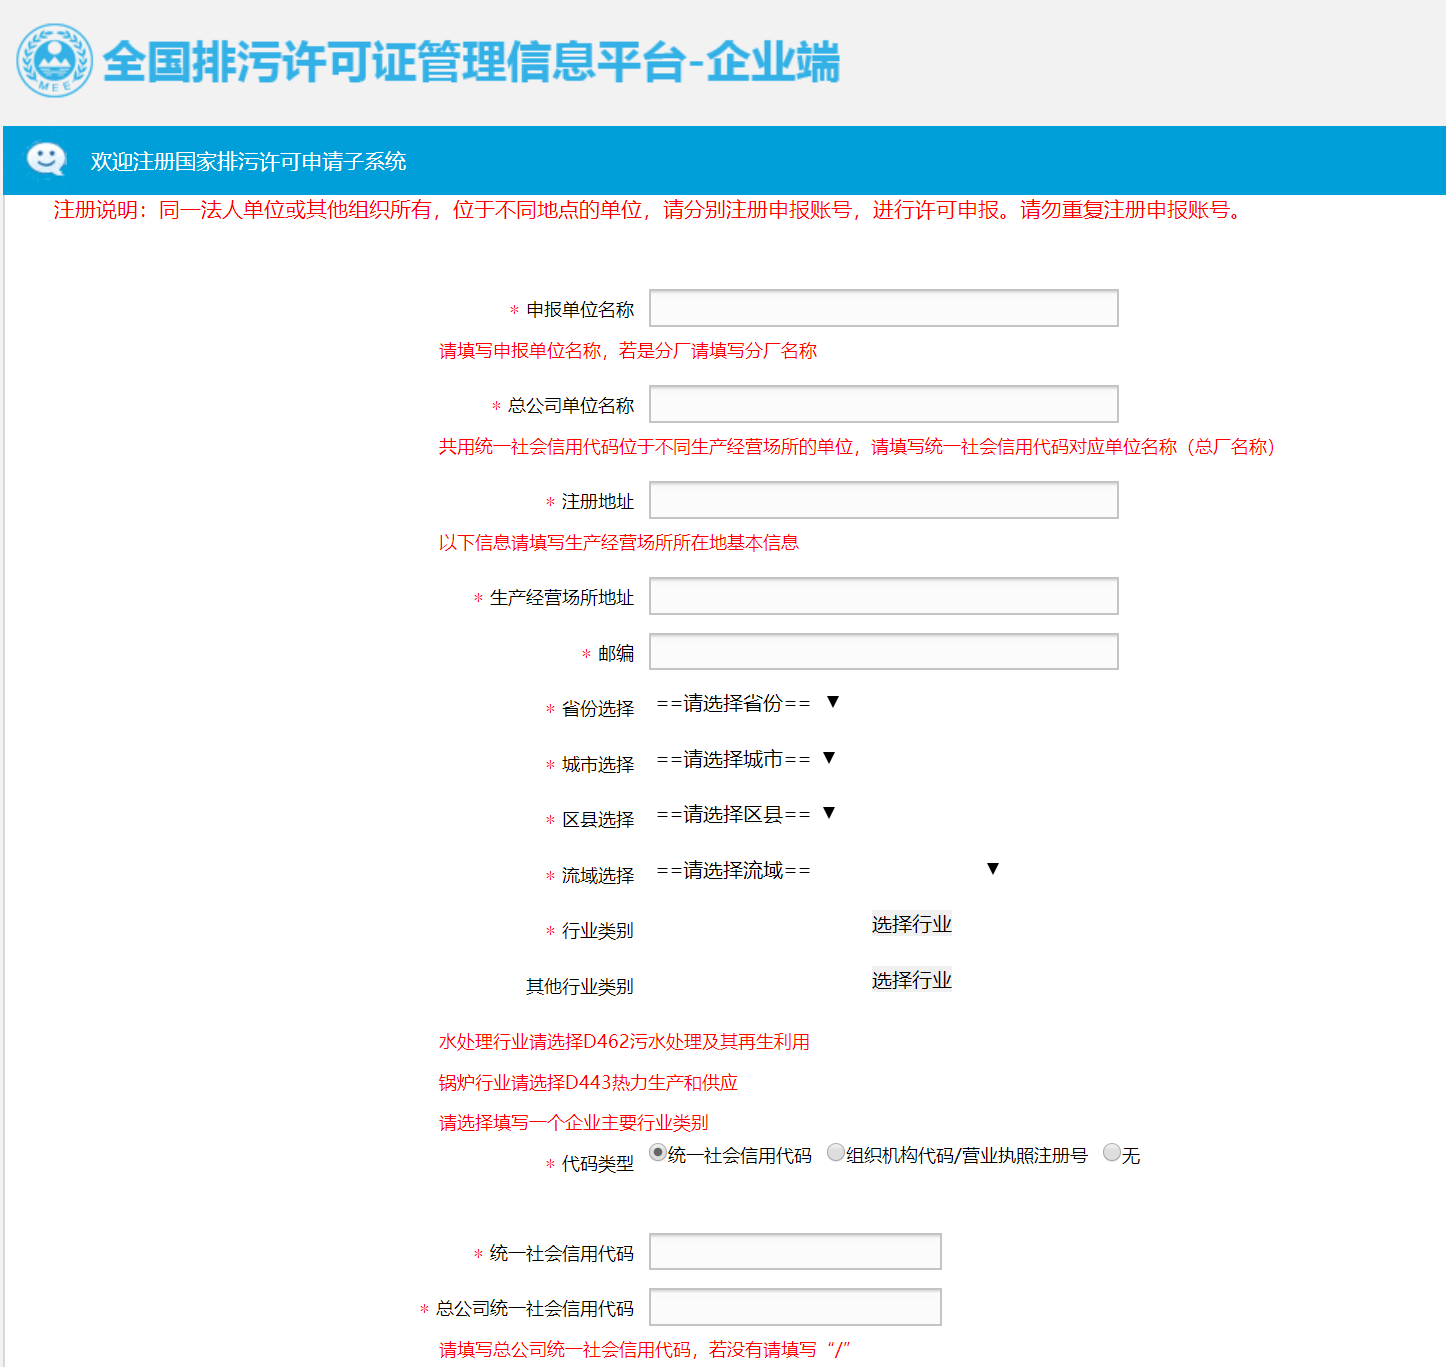 MEE
全国排污许可证管理信息平台-企业端
欢迎注册国家排污许可申请子系统
注册说明：同一法人单位或其他组织所有，位于不同地点的单位，请分别注册申报账号，进行许可申报。请勿重复注册申报账号。
* 申报单位名称
请填写申报单位名称，若是分厂请填写分厂名称
* 总公司单位名称
共用统一社会信用代码位于不同生产经营场所的单位，请填写统一社会信用代码对应单位名称（总厂名称）
* 注册地址
以下信息请填写生产经营场所所在地基本信息
* 生产经营场所地址
* 邮编
* 省份选择 ==请选择省份== ▼
* 城市选择 ==请选择城市== ▼
* 区县选择 ==请选择区县== ▼
* 流域选择 ==请选择流域== ▼
* 行业类别 选择行业
其他行业类别 选择行业
水处理行业请选择D462污水处理及其再生利用
锅炉行业请选择D443热力生产和供应
请选择填写一个企业主要行业类别
* 代码类型 统一社会信用代码 组织机构代码/营业执照注册号 无
* 统一社会信用代码
* 总公司统一社会信用代码
请填写总公司统一社会信用代码，若没有请填写“/”